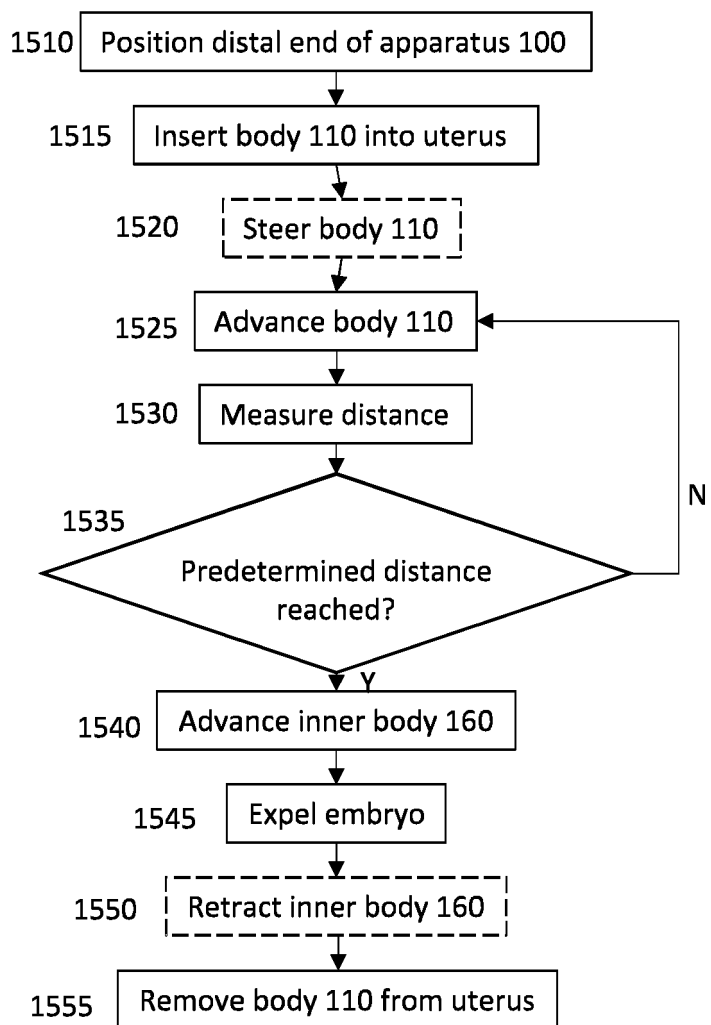 1510 Position distal end of apparatus 100
1515 Insert body 110 into uterus
1520 Steer body 110
1525 Advance body 110
1530 Measure distance
N
1535
Predetermined distance
reached?
Y
1540 Advance inner body 160
1545 Expel embryo
1550 Retract inner body 160
1555 Remove body 110 from uterus